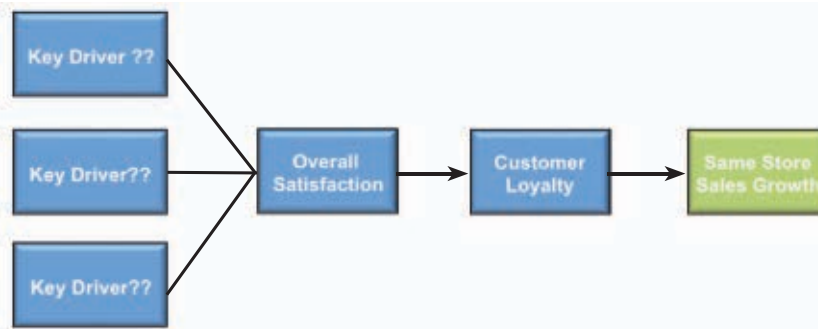 Key Driver ??
Key Driver??
Key Driver??
Overall
Satisfaction
Customer
Loyalty
Same Store
Sales Growth